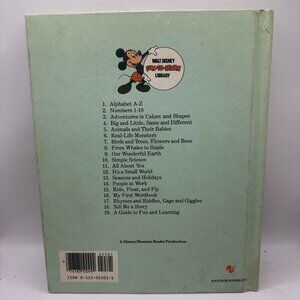 WALT DISNEY
FUN-TO-LEARN
LIBRARY
1. Alphabet A-Z
2. Numbers 1-10
3. Adventures in Colors and Shapes
4. Big and Little, Same and Different
5. Animals and Their Babies
6. Real-Life Monsters
7. Birds and Trees, Flowers and Bees
8. From Whales to Snails
9. Our Wonderful Earth
10. Simple Science
11. All About You
12. It's a Small World
13. Seasons and Holidays
14. People at Work
15. Ride, Float, and Fly
16. My First Wordbook
17. Rhymes and Riddles, Gags and Giggles
18. Tell Me a Story
19. A Guide to Fun and Learning
A Disney/Bantam Books Production
BANTAM BOOKS